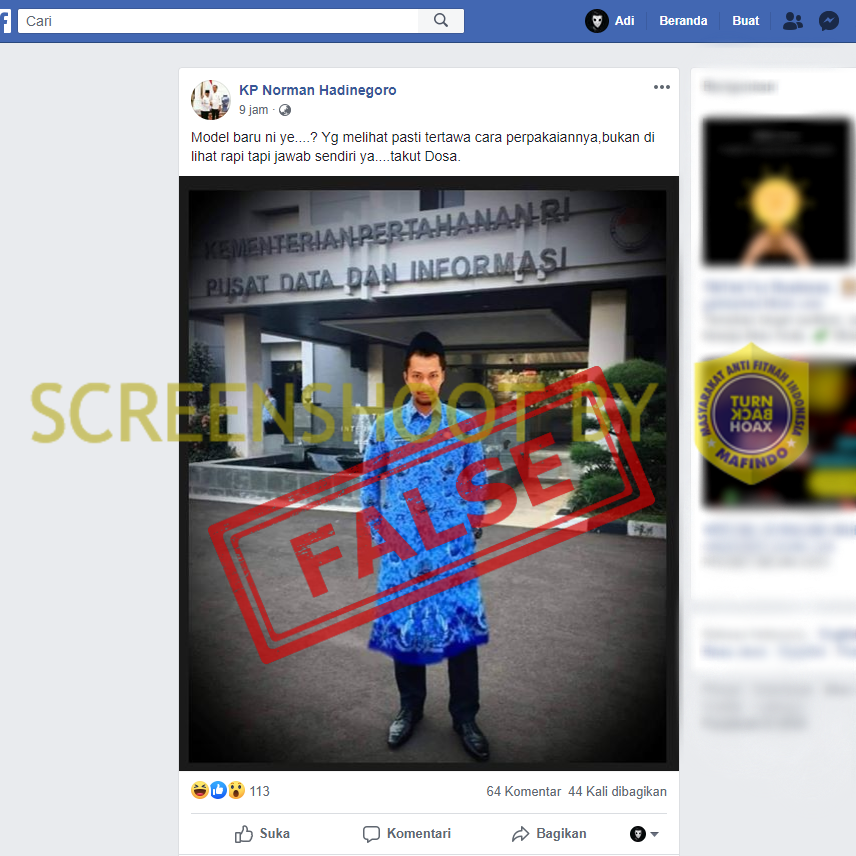 Cari
Adi
Beranda
Buat
KP Norman Hadinegoro
9 jam ·
Model baru ni ye....? Yg melihat pasti tertawa cara perpakaiannya,bukan di
lihat rapi tapi jawab sendiri ya....takut Dosa.
KEMENTERIAN PERTAHANAN RI
PUSAT DATA DAN INFORMASI
SCREENSHOOT BY
MASYARAKAT ANTI FITNAH INDONESIA
TURN
BACK
HOAX
MAFINDO
FALSE
113
64 Komentar
44 Kali dibagikan
Suka
Komentari
Bagikan